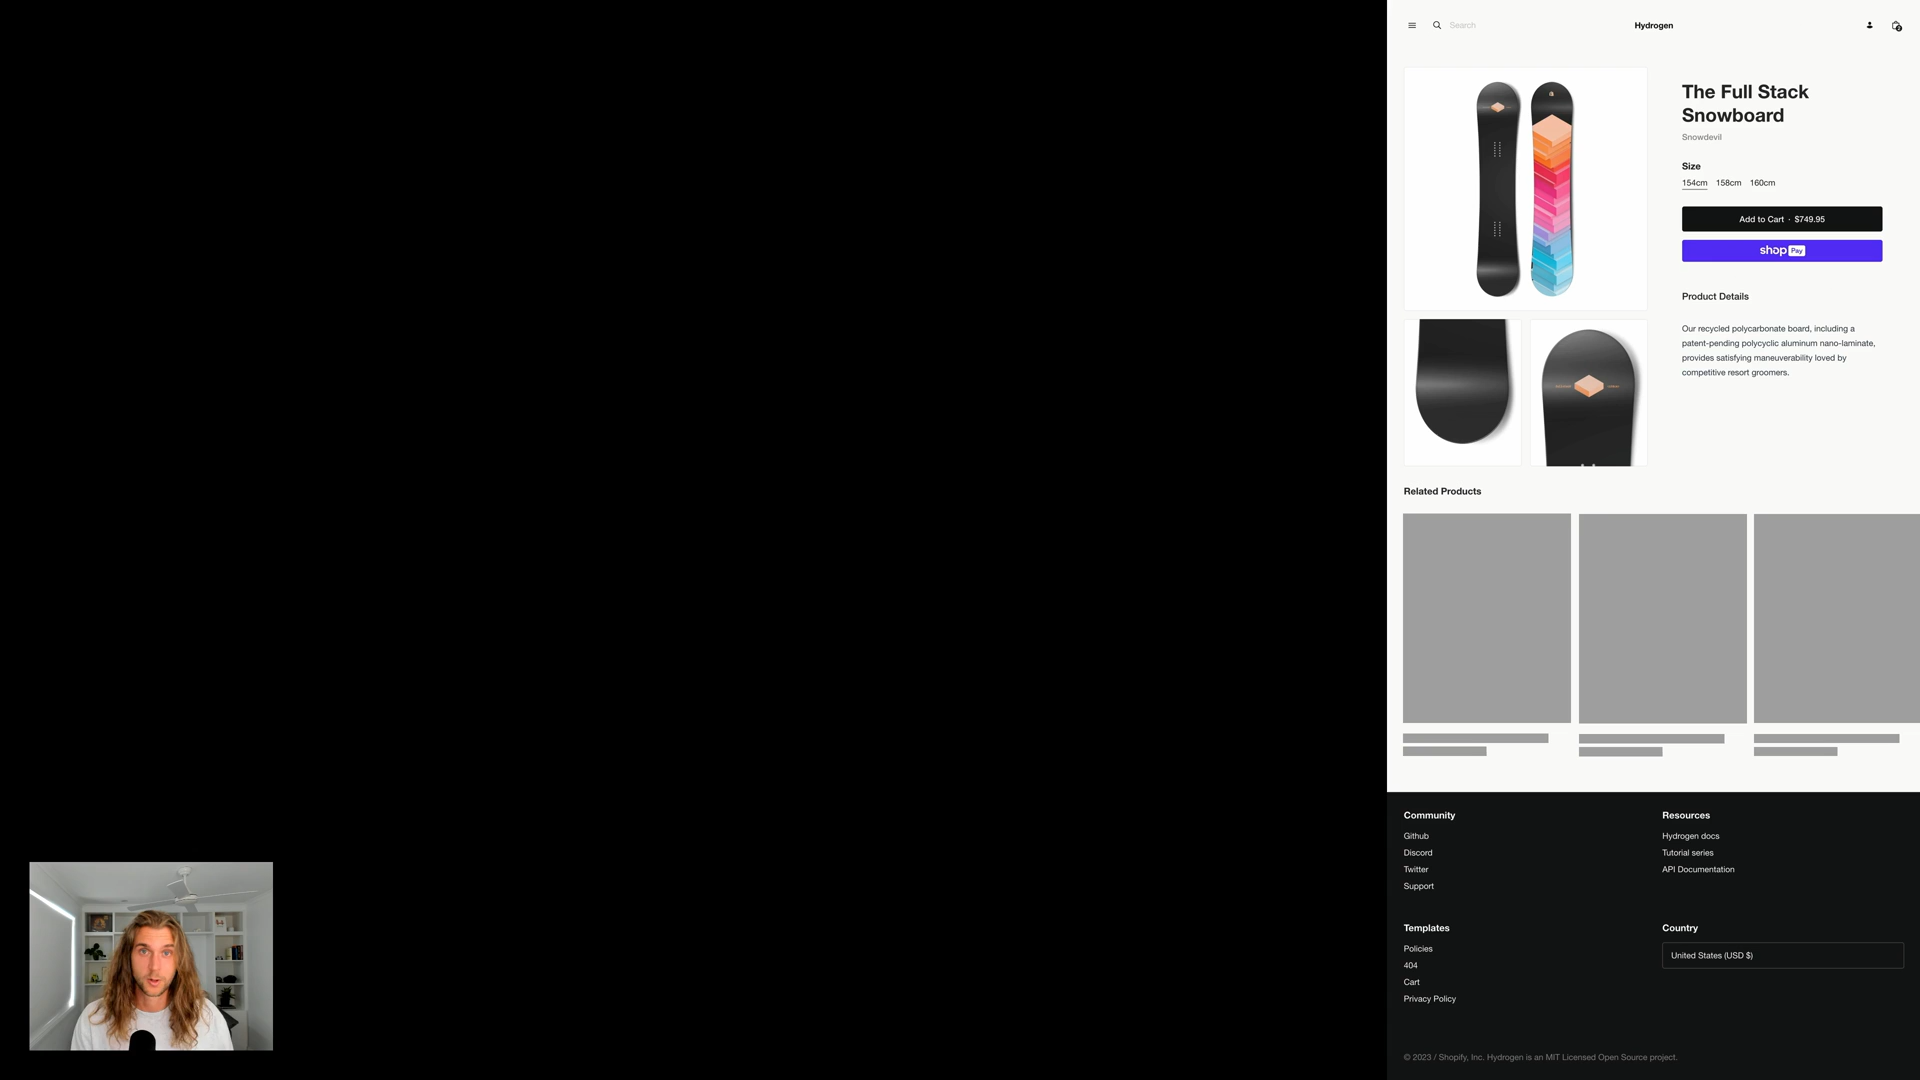 Search
Hydrogen
2
The Full Stack
Snowboard
Snowdevil
Size
154cm 158cm 160cm
Add to Cart · $749.95
shop Pay
Product Details
Our recycled polycarbonate board, including a
patent-pending polycyclic aluminum nano-laminate,
provides satisfying maneuverability loved by
competitive resort groomers.
Related Products
Community
Github
Discord
Twitter
Support
Resources
Hydrogen docs
Tutorial series
API Documentation
Templates
Policies
404
Cart
Privacy Policy
Country
United States (USD $)
© 2023 / Shopify, Inc. Hydrogen is an MIT Licensed Open Source project.